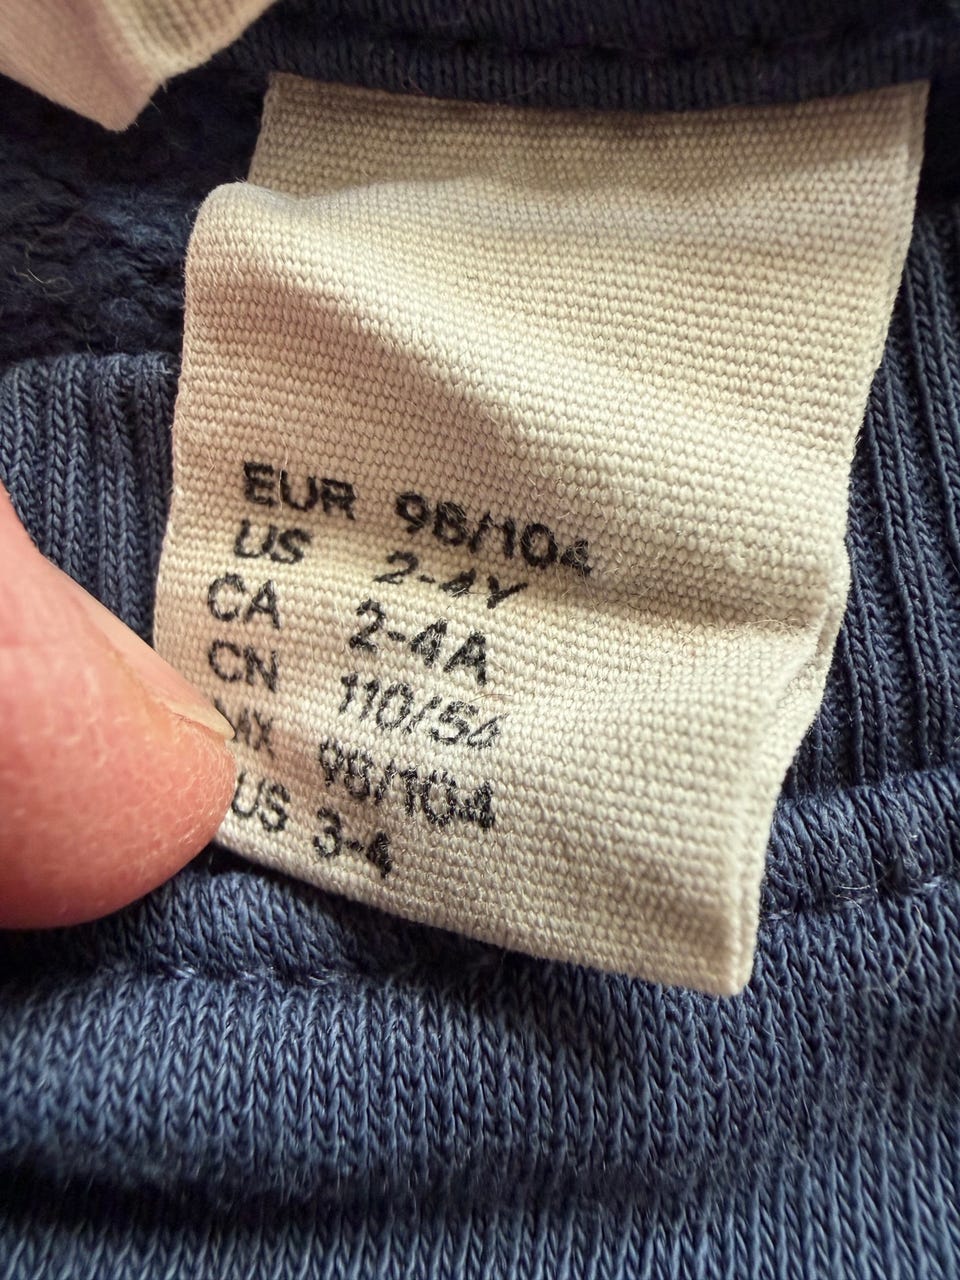 EUR 98/104
US 2-4Y
CA 2-4A
CN 110/56
MX 98/104
US 3-4